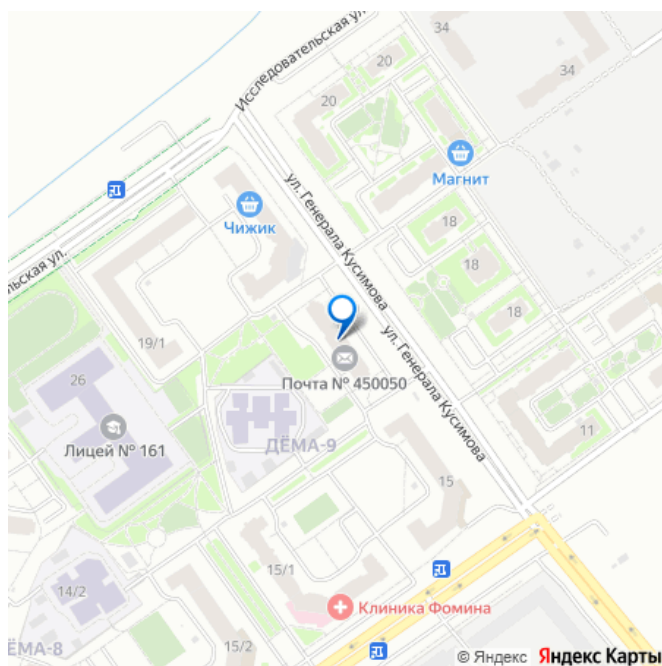 34
20
34
20
Исследовательская ул.
Магнит
ул. Генерала Кусимова
Чижик
18
18
льская ул.
18
19/1
ул. Генерала Кусимова
26
Почта № 450050
Лицей № 161
ДЁМА-9
11
15
15/1
14/2
Клиника Фомина
ЁМА-8
15/2
© Яндекс Яндекс Карты